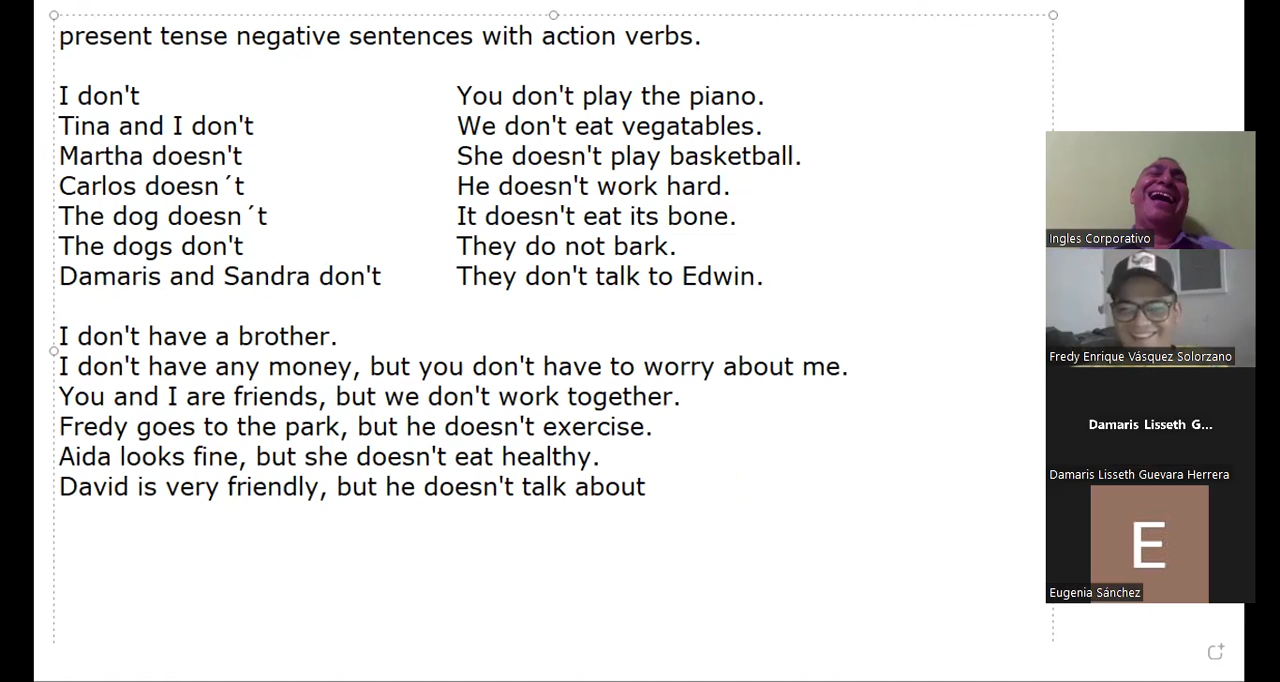 present tense negative sentences with action verbs.
I don't You don't play the piano.
Tina and I don't We don't eat vegatables.
Martha doesn't She doesn't play basketball.
Carlos doesn´t He doesn't work hard.
The dog doesn´t It doesn't eat its bone.
The dogs don't They do not bark.
Damaris and Sandra don't They don't talk to Edwin.
I don't have a brother.
I don't have any money, but you don't have to worry about me.
You and I are friends, but we don't work together.
Fredy goes to the park, but he doesn't exercise.
Aida looks fine, but she doesn't eat healthy.
David is very friendly, but he doesn't talk about
Ingles Corporativo
Fredy Enrique Vásquez Solorzano
Damaris Lisseth G...
Damaris Lisseth Guevara Herrera
E
Eugenia Sánchez